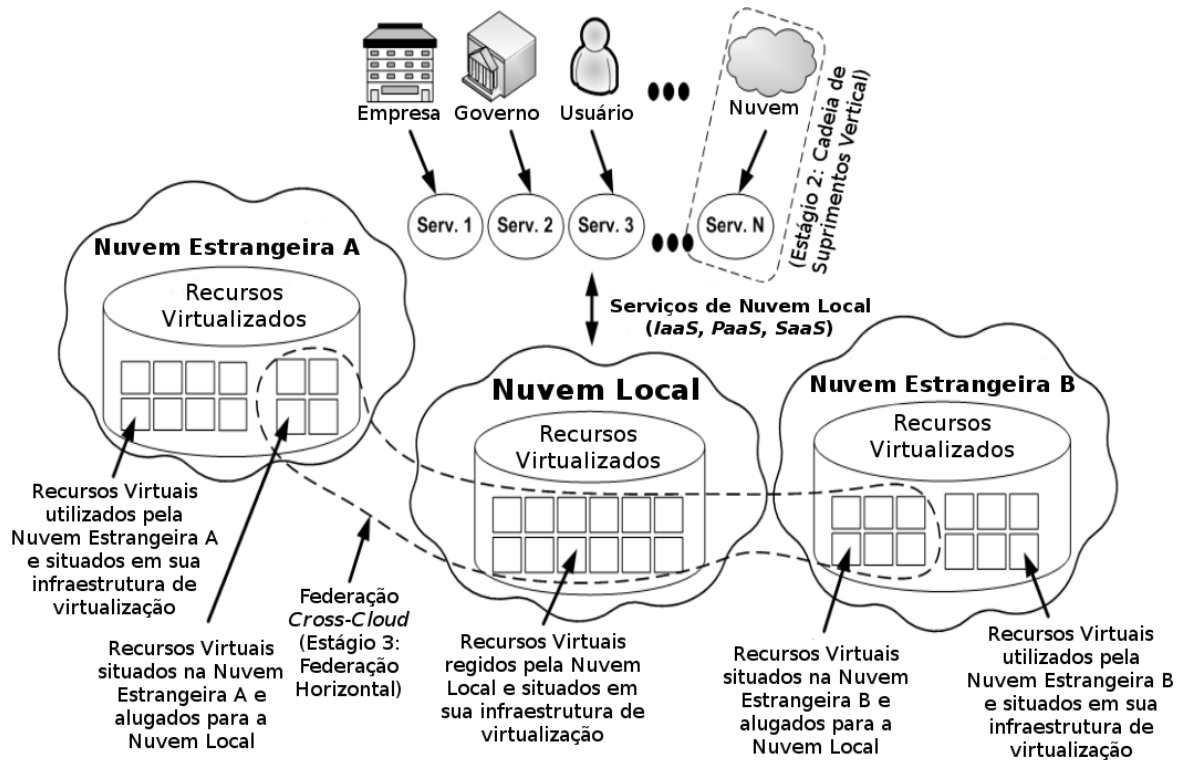 Empresa
Governo
Usuário
Nuvem
(Estágio 2: Cadeia de
Suprimentos Vertical)
Serv. 1
Serv. 2
Serv. 3
Serv. N
Nuvem Estrangeira A
Recursos
Virtualizados
Serviços de Nuvem Local
(IaaS, PaaS, SaaS)
Nuvem Local
Recursos
Virtualizados
Nuvem Estrangeira B
Recursos
Virtualizados
Recursos Virtuais
utilizados pela
Nuvem Estrangeira A
e situados em sua
infraestrutura de
virtualização
Recursos Virtuais
situados na Nuvem
Estrangeira A e
alugados para a
Nuvem Local
Federação
Cross-Cloud
(Estágio 3:
Federação
Horizontal)
Recursos Virtuais
regidos pela Nuvem
Local e situados em
sua infraestrutura de
virtualização
Recursos Virtuais
situados na Nuvem
Estrangeira B e
alugados para a
Nuvem Local
Recursos Virtuais
utilizados pela
Nuvem Estrangeira B
e situados em sua
infraestrutura de
virtualização